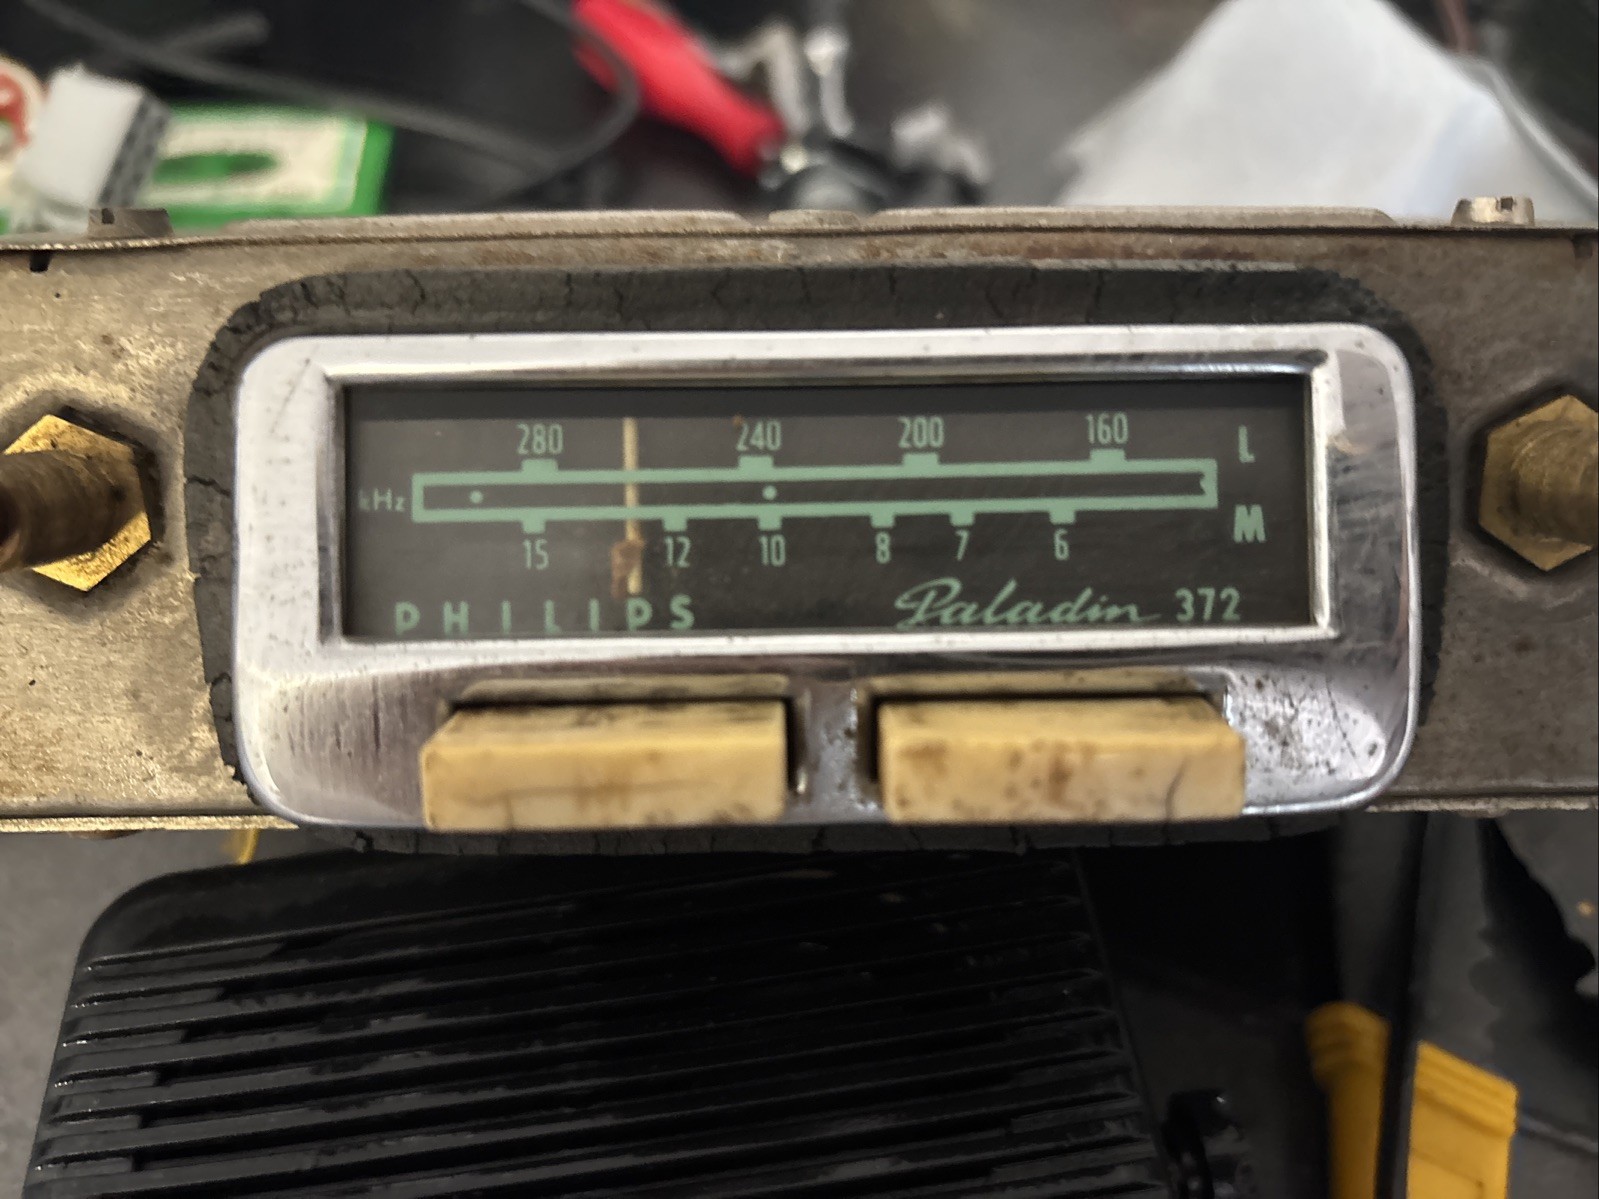 280 240 200 160 L
kHz
15 12 10 8 7 6 M
PHILIPS Paladin 372